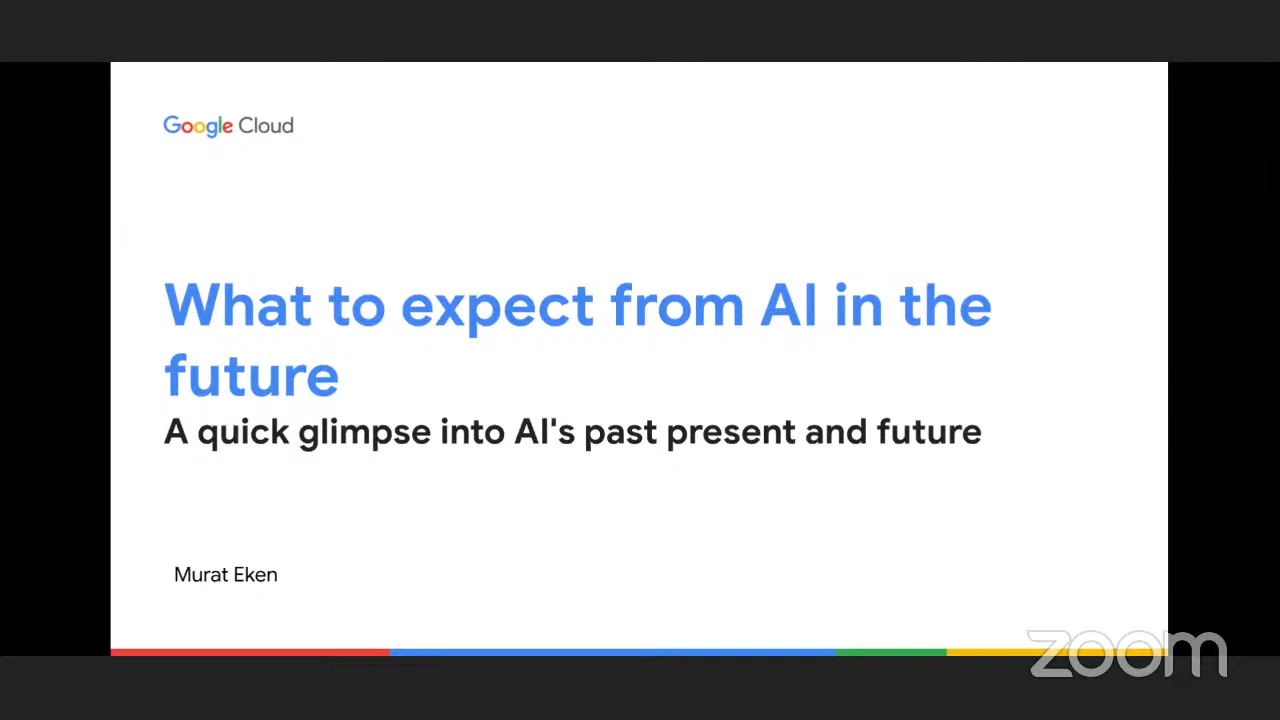 Google Cloud
What to expect from AI in the
future
A quick glimpse into AI's past present and future
Murat Eken
zoom